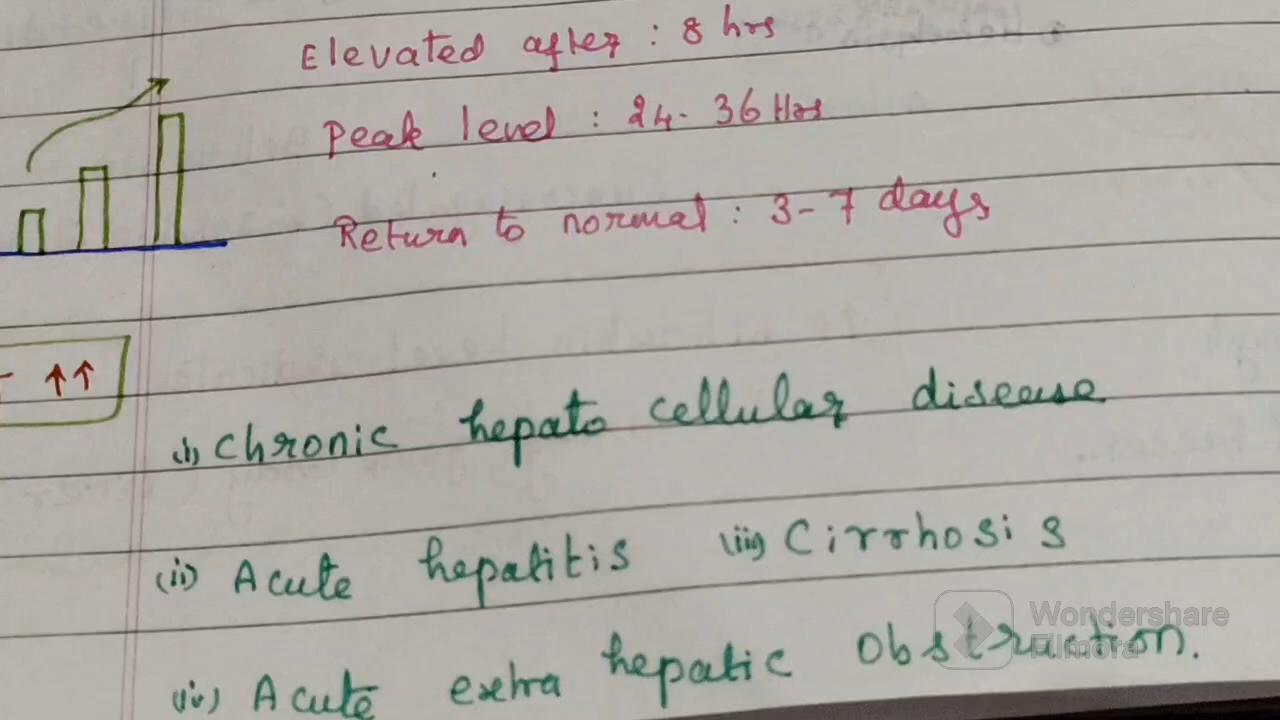 Elevated after : 8 hrs
Peak level : 24- 36 Hrs
Return to normal : 3-7 days
↑↑
(i) Chronic hepato cellular disease
(ii) Acute hepatitis (iii) Cirrhosis
(iv) Acute extra hepatic obstruction.
Wondershare
Filmora